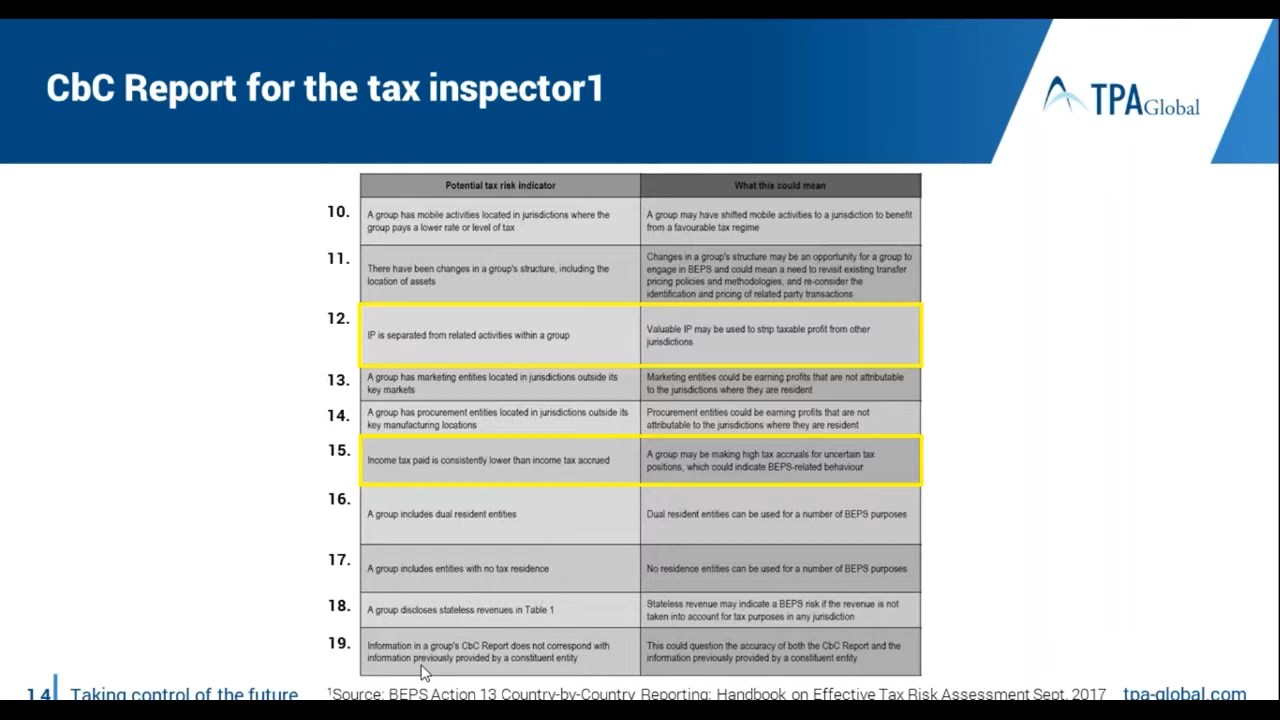 CbC Report for the tax inspector1
TPA Global
Potential tax risk indicator
What this could mean
10.
A group has mobile activities located in jurisdictions where the
group pays a lower rate or level of tax
A group may have shifted mobile activities to a jurisdiction to benefit
from a favourable tax regime
11.
There have been changes in a group's structure, including the
location of assets
Changes in a group's structure may be an opportunity for a group to
engage in BEPS and could mean a need to revisit existing transfer
pricing policies and methodologies, and re-consider the
identification and pricing of related party transactions
12.
IP is separated from related activities within a group
Valuable IP may be used to strip taxable profit from other
jurisdictions
13.
A group has marketing entities located in jurisdictions outside its
key markets
Marketing entities could be earning profits that are not attributable
to the jurisdictions where they are resident
14.
A group has procurement entities located in jurisdictions outside its
key manufacturing locations
Procurement entities could be earning profits that are not
attributable to the jurisdictions where they are resident
15.
Income tax paid is consistently lower than income tax accrued
A group may be making high tax accruals for uncertain tax
positions, which could indicate BEPS-related behaviour
16.
A group includes dual resident entities
Dual resident entities can be used for a number of BEPS purposes
17.
A group includes entities with no tax residence
No residence entities can be used for a number of BEPS purposes
18.
A group discloses stateless revenues in Table 1
Stateless revenue may indicate a BEPS risk if the revenue is not
taken into account for tax purposes in any jurisdiction
19.
Information in a group's CbC Report does not correspond with
information previously provided by a constituent entity
This could question the accuracy of both the CbC Report and the
information previously provided by a constituent entity
14
Taking control of the future
¹Source: BEPS Action 13 Country-by-Country Reporting: Handbook on Effective Tax Risk Assessment Sept. 2017
tpa-global.com